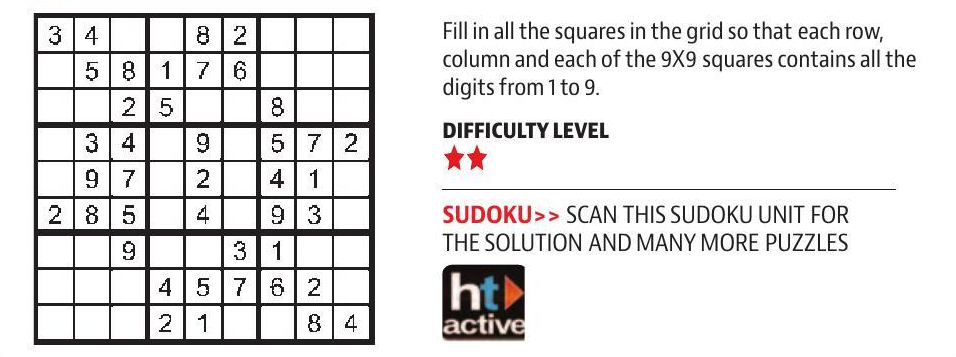 3 4 8 2
5 8 1 7 6
2 5 8
3 4 9 5 7 2
9 7 2 4 1
2 8 5 4 9 3
9 3 1
4 5 7 6 2
2 1 8 4
Fill in all the squares in the grid so that each row,
column and each of the 9X9 squares contains all the
digits from 1 to 9.
DIFFICULTY LEVEL
SUDOKU>> SCAN THIS SUDOKU UNIT FOR
THE SOLUTION AND MANY MORE PUZZLES
ht
active